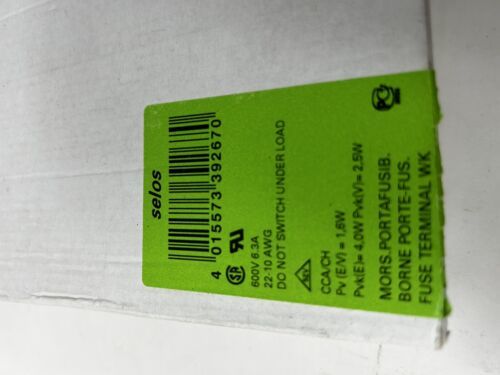 selos
4 015573 392670
600V 6.3A
22-10 AWG
DO NOT SWITCH UNDER LOAD
CCA/CH
Pv (E/V) = 1,6W
Pvk(E)= 4,0W Pvk(V)= 2,5W
MORS.PORTAFUSIB.
BORNE PORTE-FUS.
FUSE TERMINAL WK